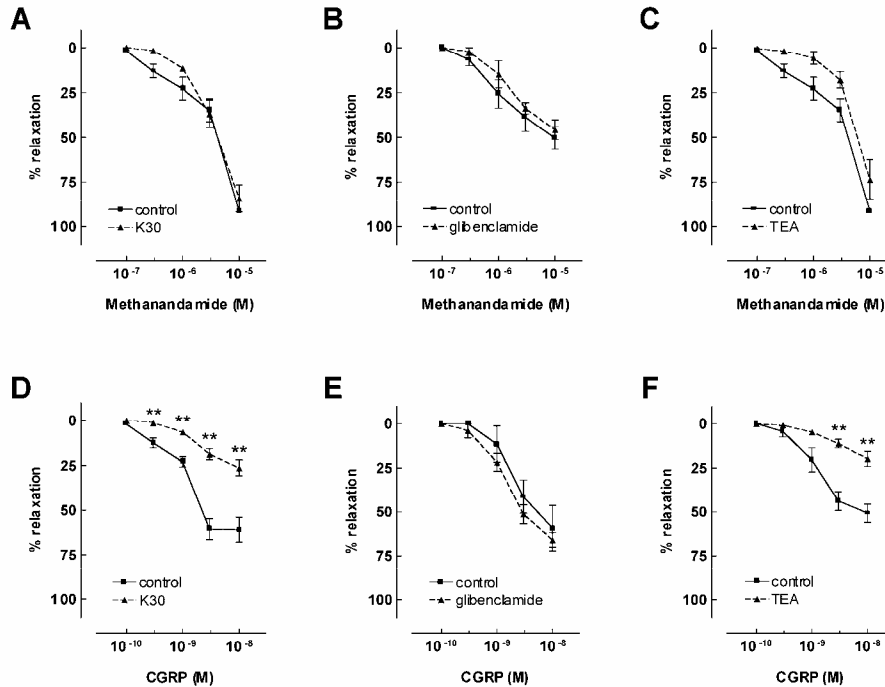 A
0
25
50
75
100
% relaxation
control
K30
10-7
10-6
10-5
Methanandamide (M)
B
0
25
50
75
100
% relaxation
control
glibenclamide
10-7
10-6
10-5
Methanandamide (M)
C
0
25
50
75
100
% relaxation
control
TEA
10-7
10-6
10-5
Methanandamide (M)
D
0
25
50
75
100
% relaxation
** ** ** **
control
K30
10-10
10-9
10-8
CGRP (M)
E
0
25
50
75
100
% relaxation
control
glibenclamide
10-10
10-9
10-8
CGRP (M)
F
0
25
50
75
100
% relaxation
** **
control
TEA
10-10
10-9
10-8
CGRP (M)